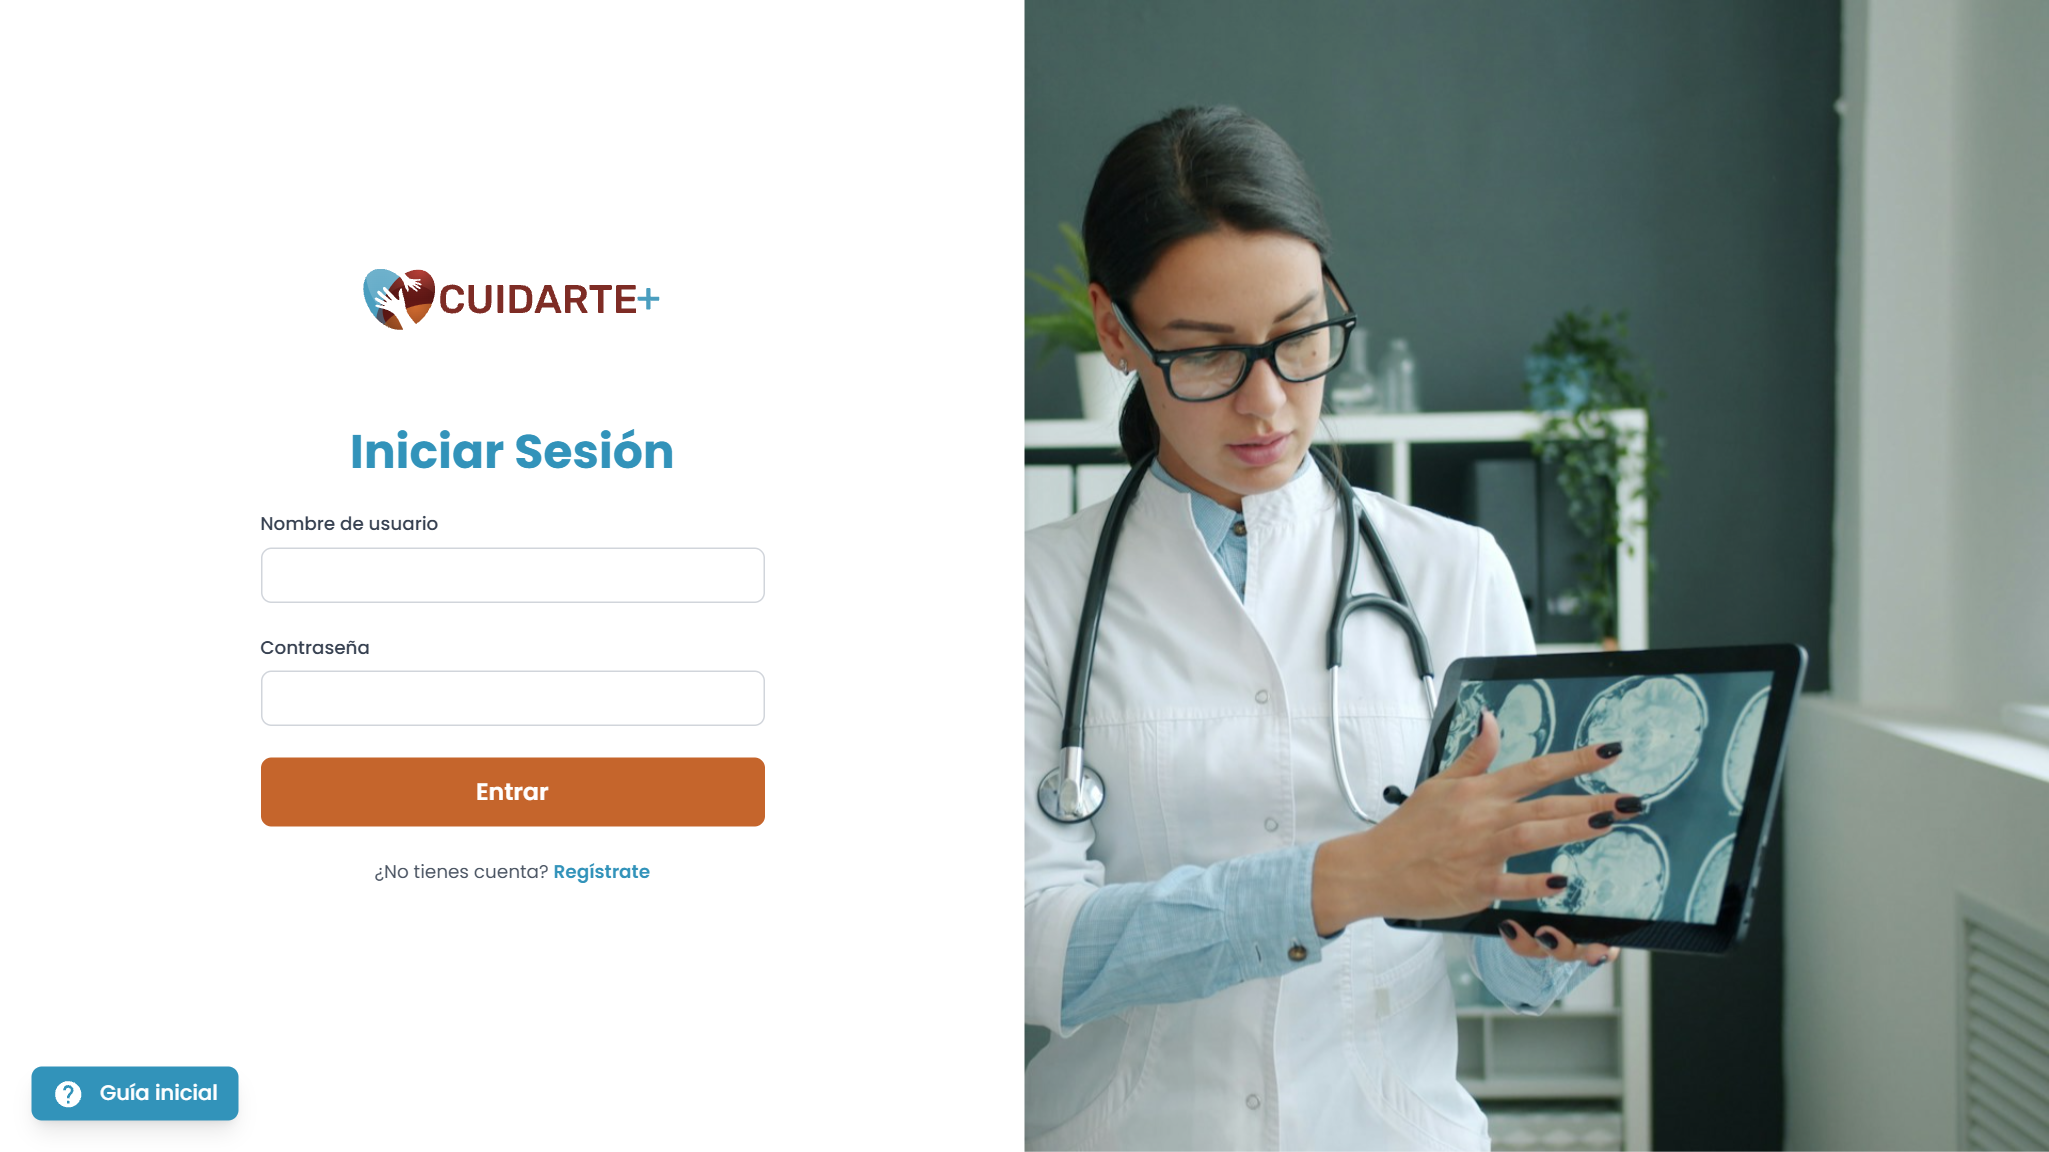 CUIDARTE+
Iniciar Sesión
Nombre de usuario
Contraseña
Entrar
¿No tienes cuenta? Regístrate
Guía inicial